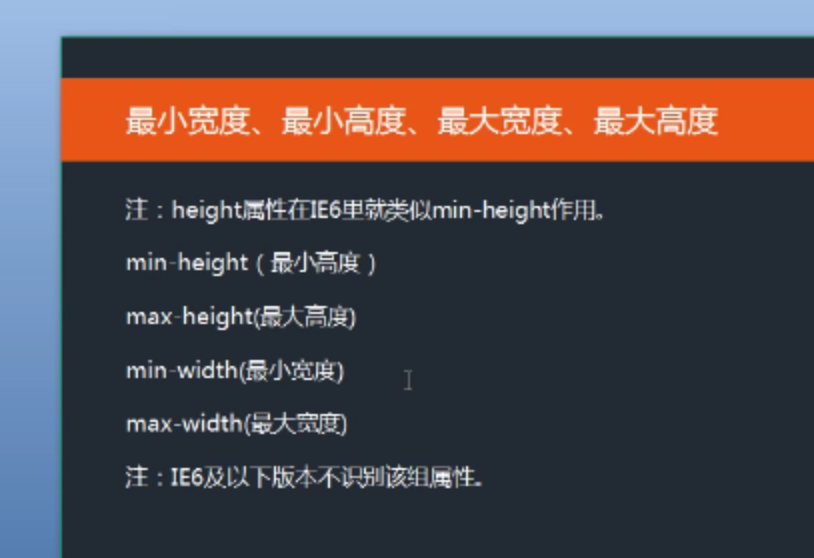 最小宽度、最小高度、最大宽度、最大高度
注：height属性在IE6里就类似min-height作用。
min-height（最小高度）
max-height(最大高度)
min-width(最小宽度)
max-width(最大宽度)
注：IE6及以下版本不识别该组属性。